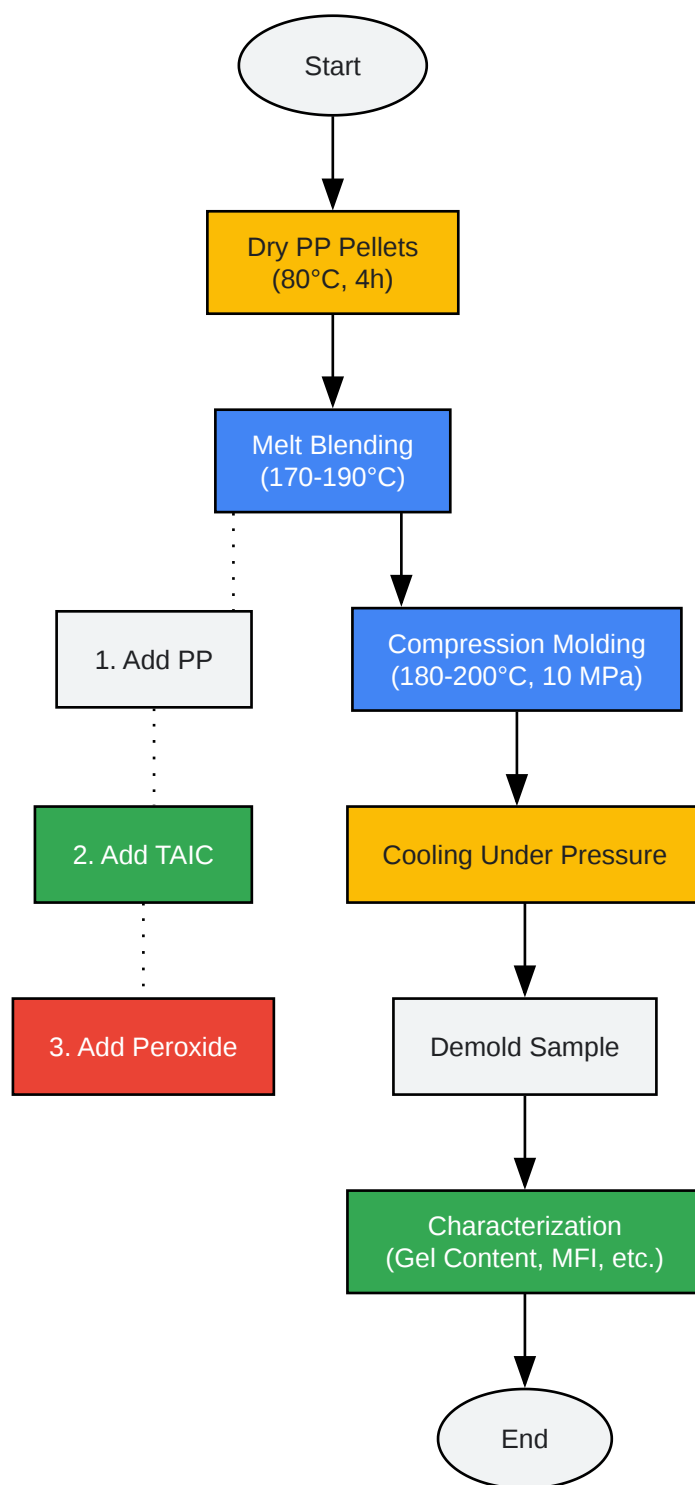 Start
Dry PP Pellets
(80°C, 4h)
Melt Blending
(170-190°C)
1. Add PP
Compression Molding
(180-200°C, 10 MPa)
2. Add TAIC
Cooling Under Pressure
3. Add Peroxide
Demold Sample
Characterization
(Gel Content, MFI, etc.)
End